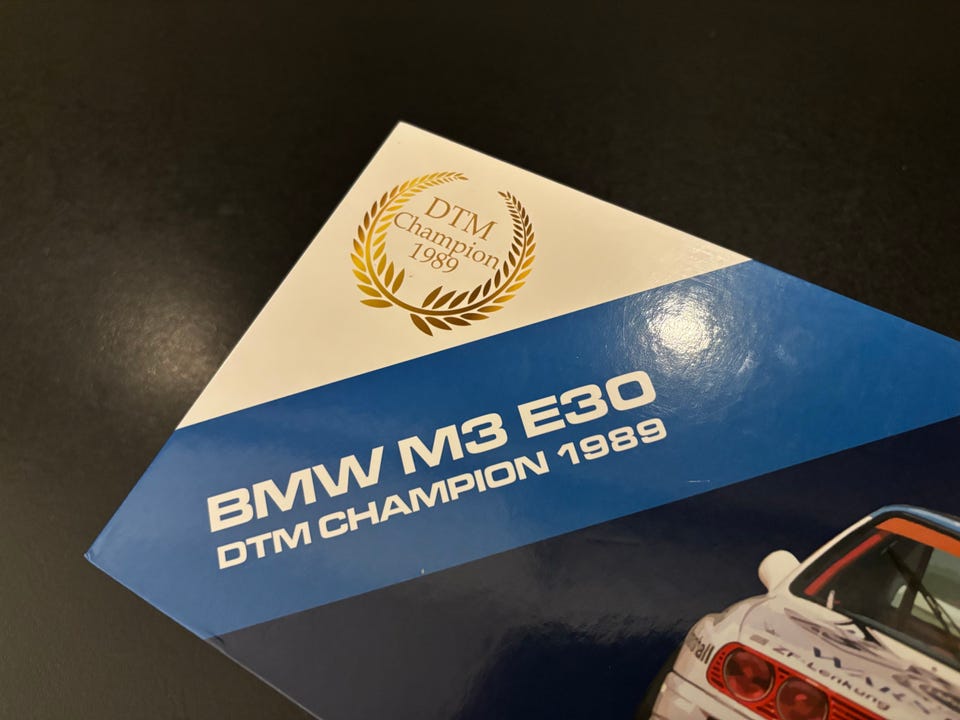 DTM
Champion
1989
BMW M3 E30
DTM CHAMPION 1989
ZF-Lenkung